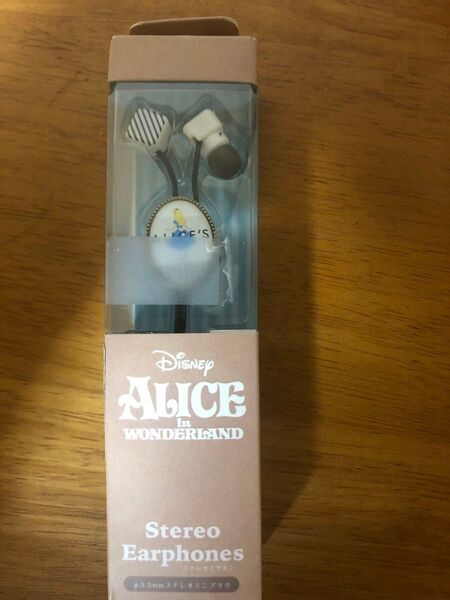 ALICE'S
Disney
ALICE
in
WONDERLAND
Stereo
Earphones
ステレオイヤホン
φ3.5mmステレオミニプラグ